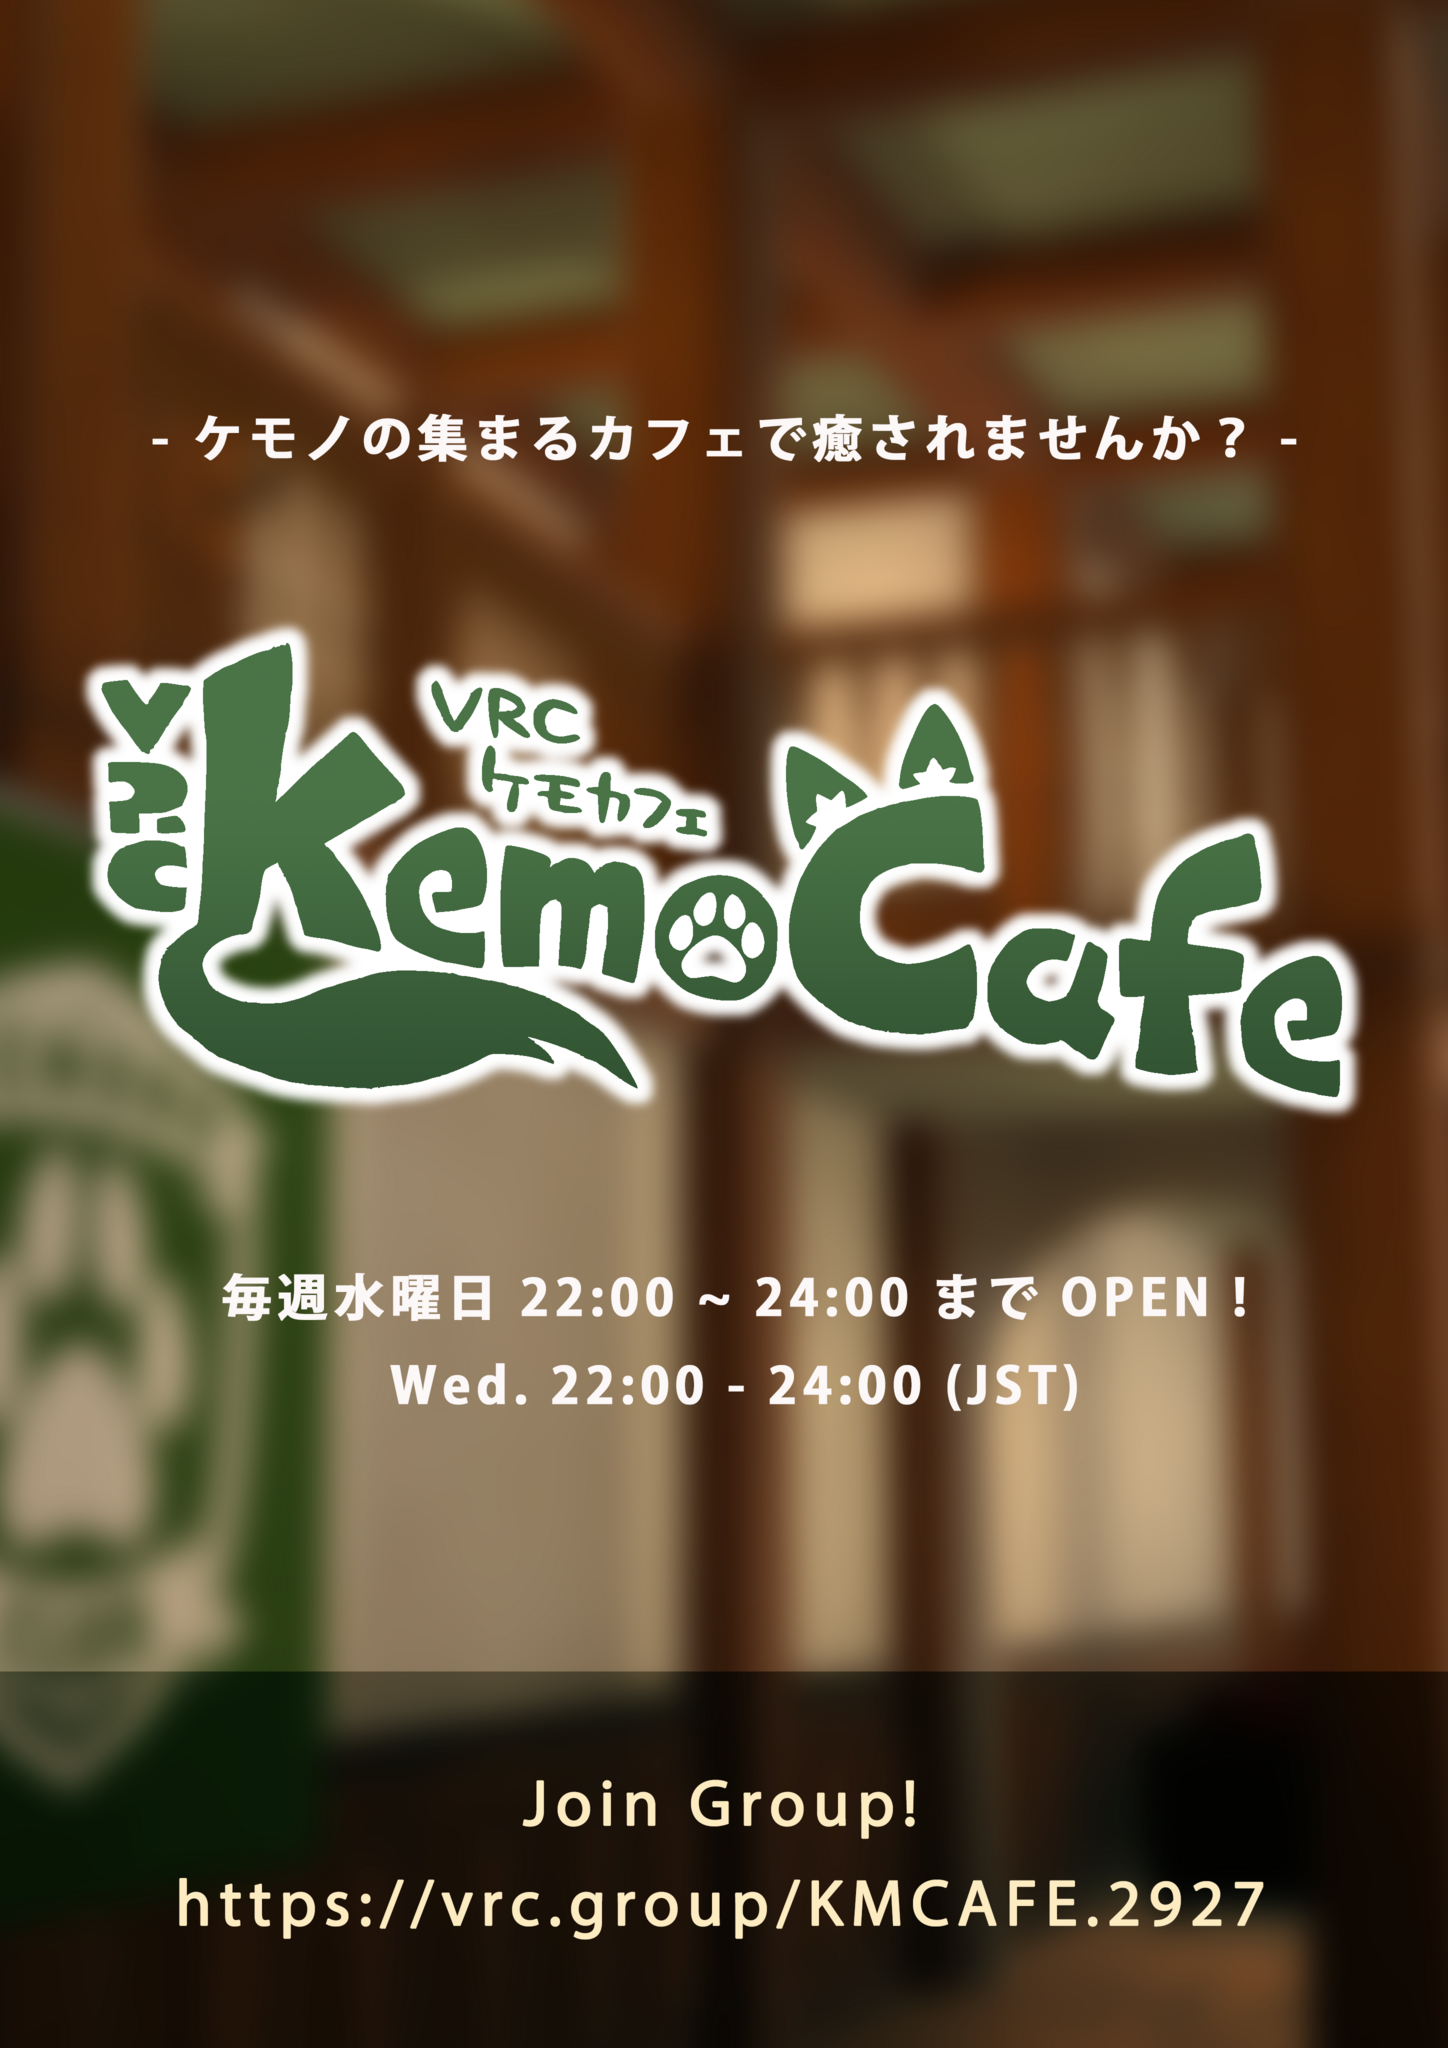 - ケモノの集まるカフェで癒されませんか？ -
VRC
VRC
ケモカフェ
KemoCafe
毎週水曜日 22:00 ~ 24:00 まで OPEN！
Wed. 22:00 - 24:00 (JST)
Join Group!
https://vrc.group/KMCAFE.2927